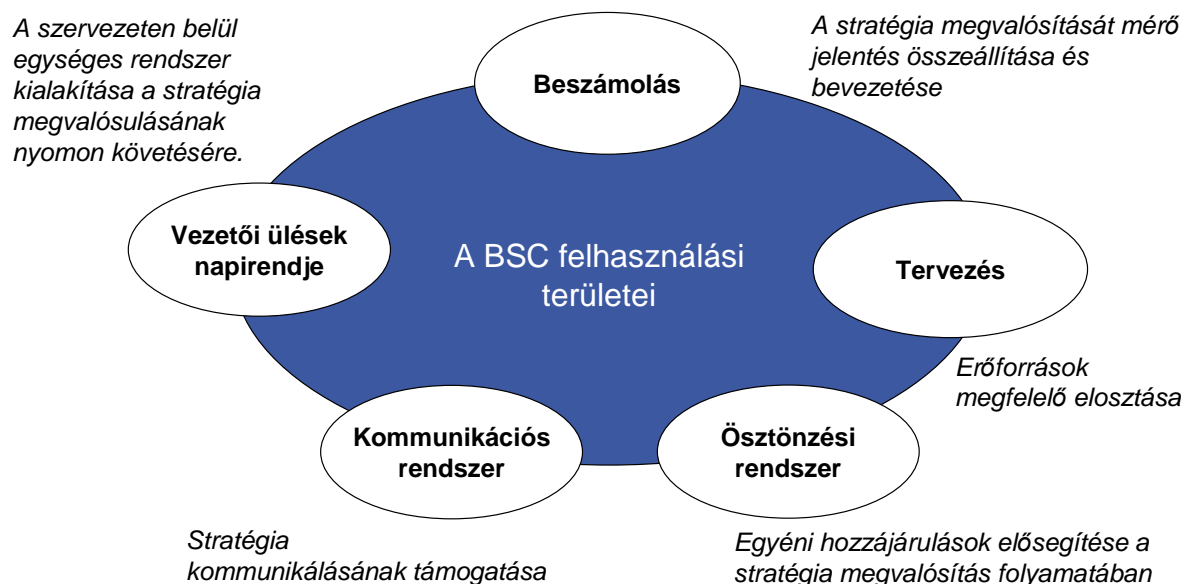 A szervezeten belül
egységes rendszer
kialakítása a stratégia
megvalósulásának
nyomon követésére.
Beszámolás
A stratégia megvalósítását mérő
jelentés összeállítása és
bevezetése
Vezetői ülések
napirendje
A BSC felhasználási
területei
Tervezés
Erőforrások
megfelelő elosztása
Kommunikációs
rendszer
Ösztönzési
rendszer
Stratégia
kommunikálásának támogatása
Egyéni hozzájárulások elősegítése a
stratégia megvalósítás folyamatában